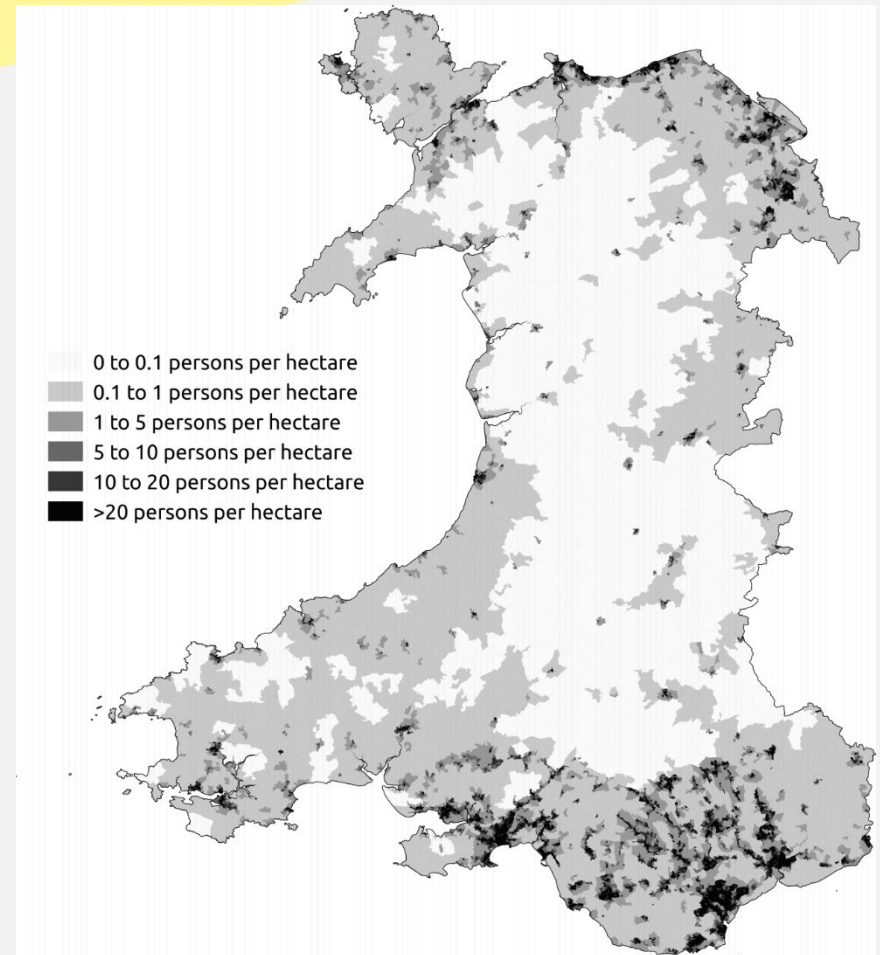 0 to 0.1 persons per hectare
0.1 to 1 persons per hectare
1 to 5 persons per hectare
5 to 10 persons per hectare
10 to 20 persons per hectare
>20 persons per hectare